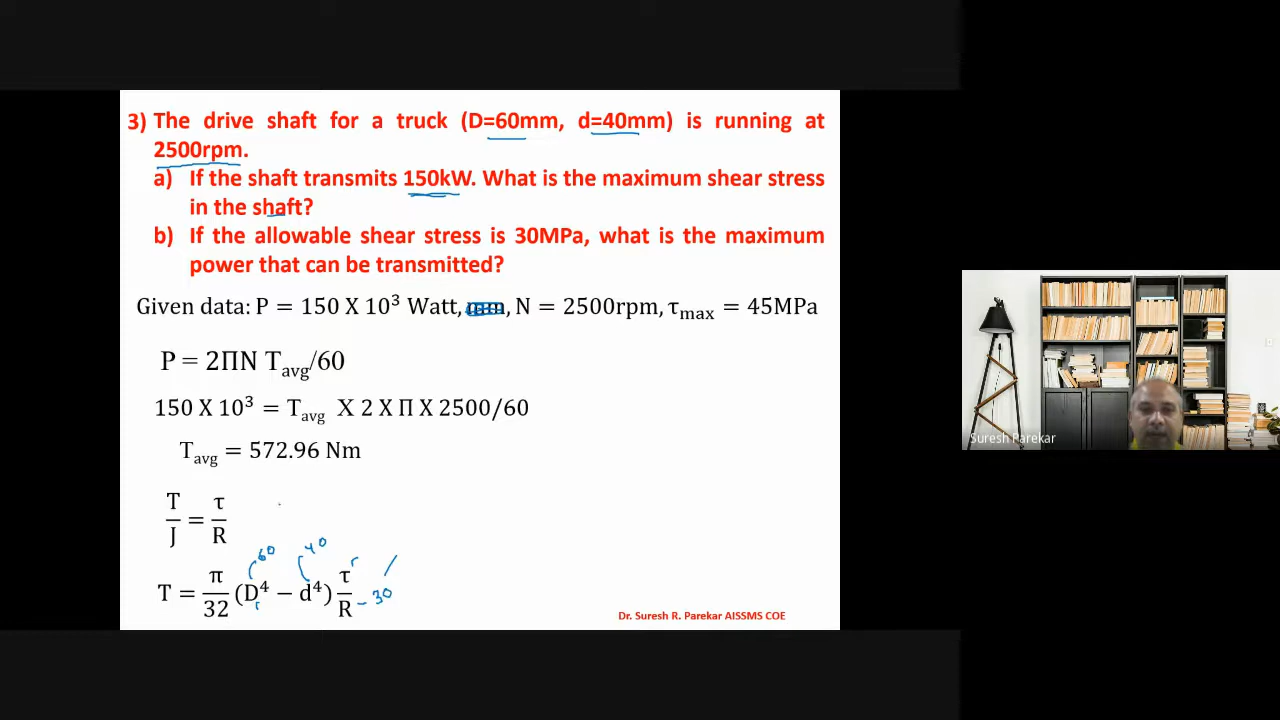 3) The drive shaft for a truck (D=60mm, d=40mm) is running at
2500rpm.
a) If the shaft transmits 150kW. What is the maximum shear stress
in the shaft?
b) If the allowable shear stress is 30MPa, what is the maximum
power that can be transmitted?
Given data: P = 150 X 10³ Watt, , N = 2500rpm, τmax = 45MPa
P = 2ΠN Tavg/60
150 X 10³ = Tavg X 2 X Π X 2500/60
Tavg = 572.96 Nm
T/J = τ/R
60 40
T = π/32 (D⁴ − d⁴) τ/R - 30
Dr. Suresh R. Parekar AISSMS COE
Suresh Parekar